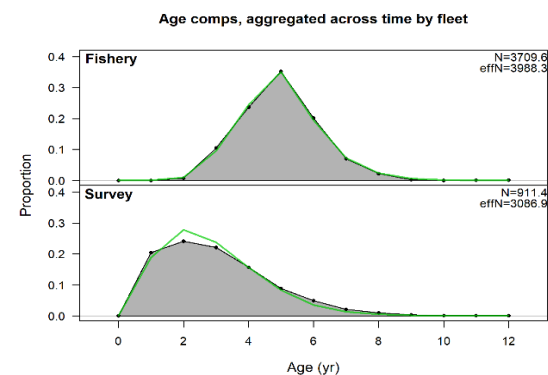 Age comps, aggregated across time by fleet
Fishery
N=3709.6
effN=3988.3
0.4
0.3
0.2
0.1
0.0
Survey
N=911.4
effN=3086.9
0.4
0.3
0.2
0.1
0.0
Proportion
0 2 4 6 8 10 12
Age (yr)